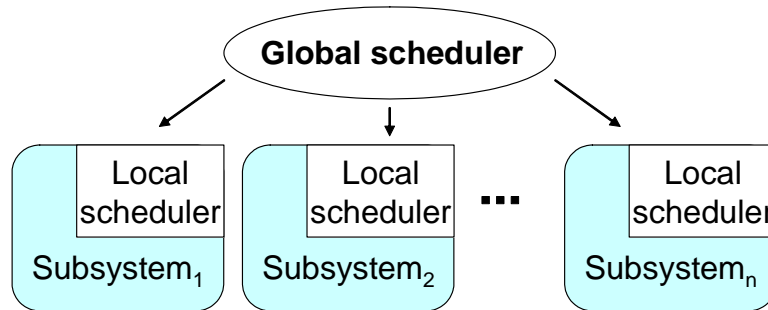 Global scheduler
Local
scheduler
Subsystem1
Local
scheduler
Subsystem2
...
Local
scheduler
Subsystemn